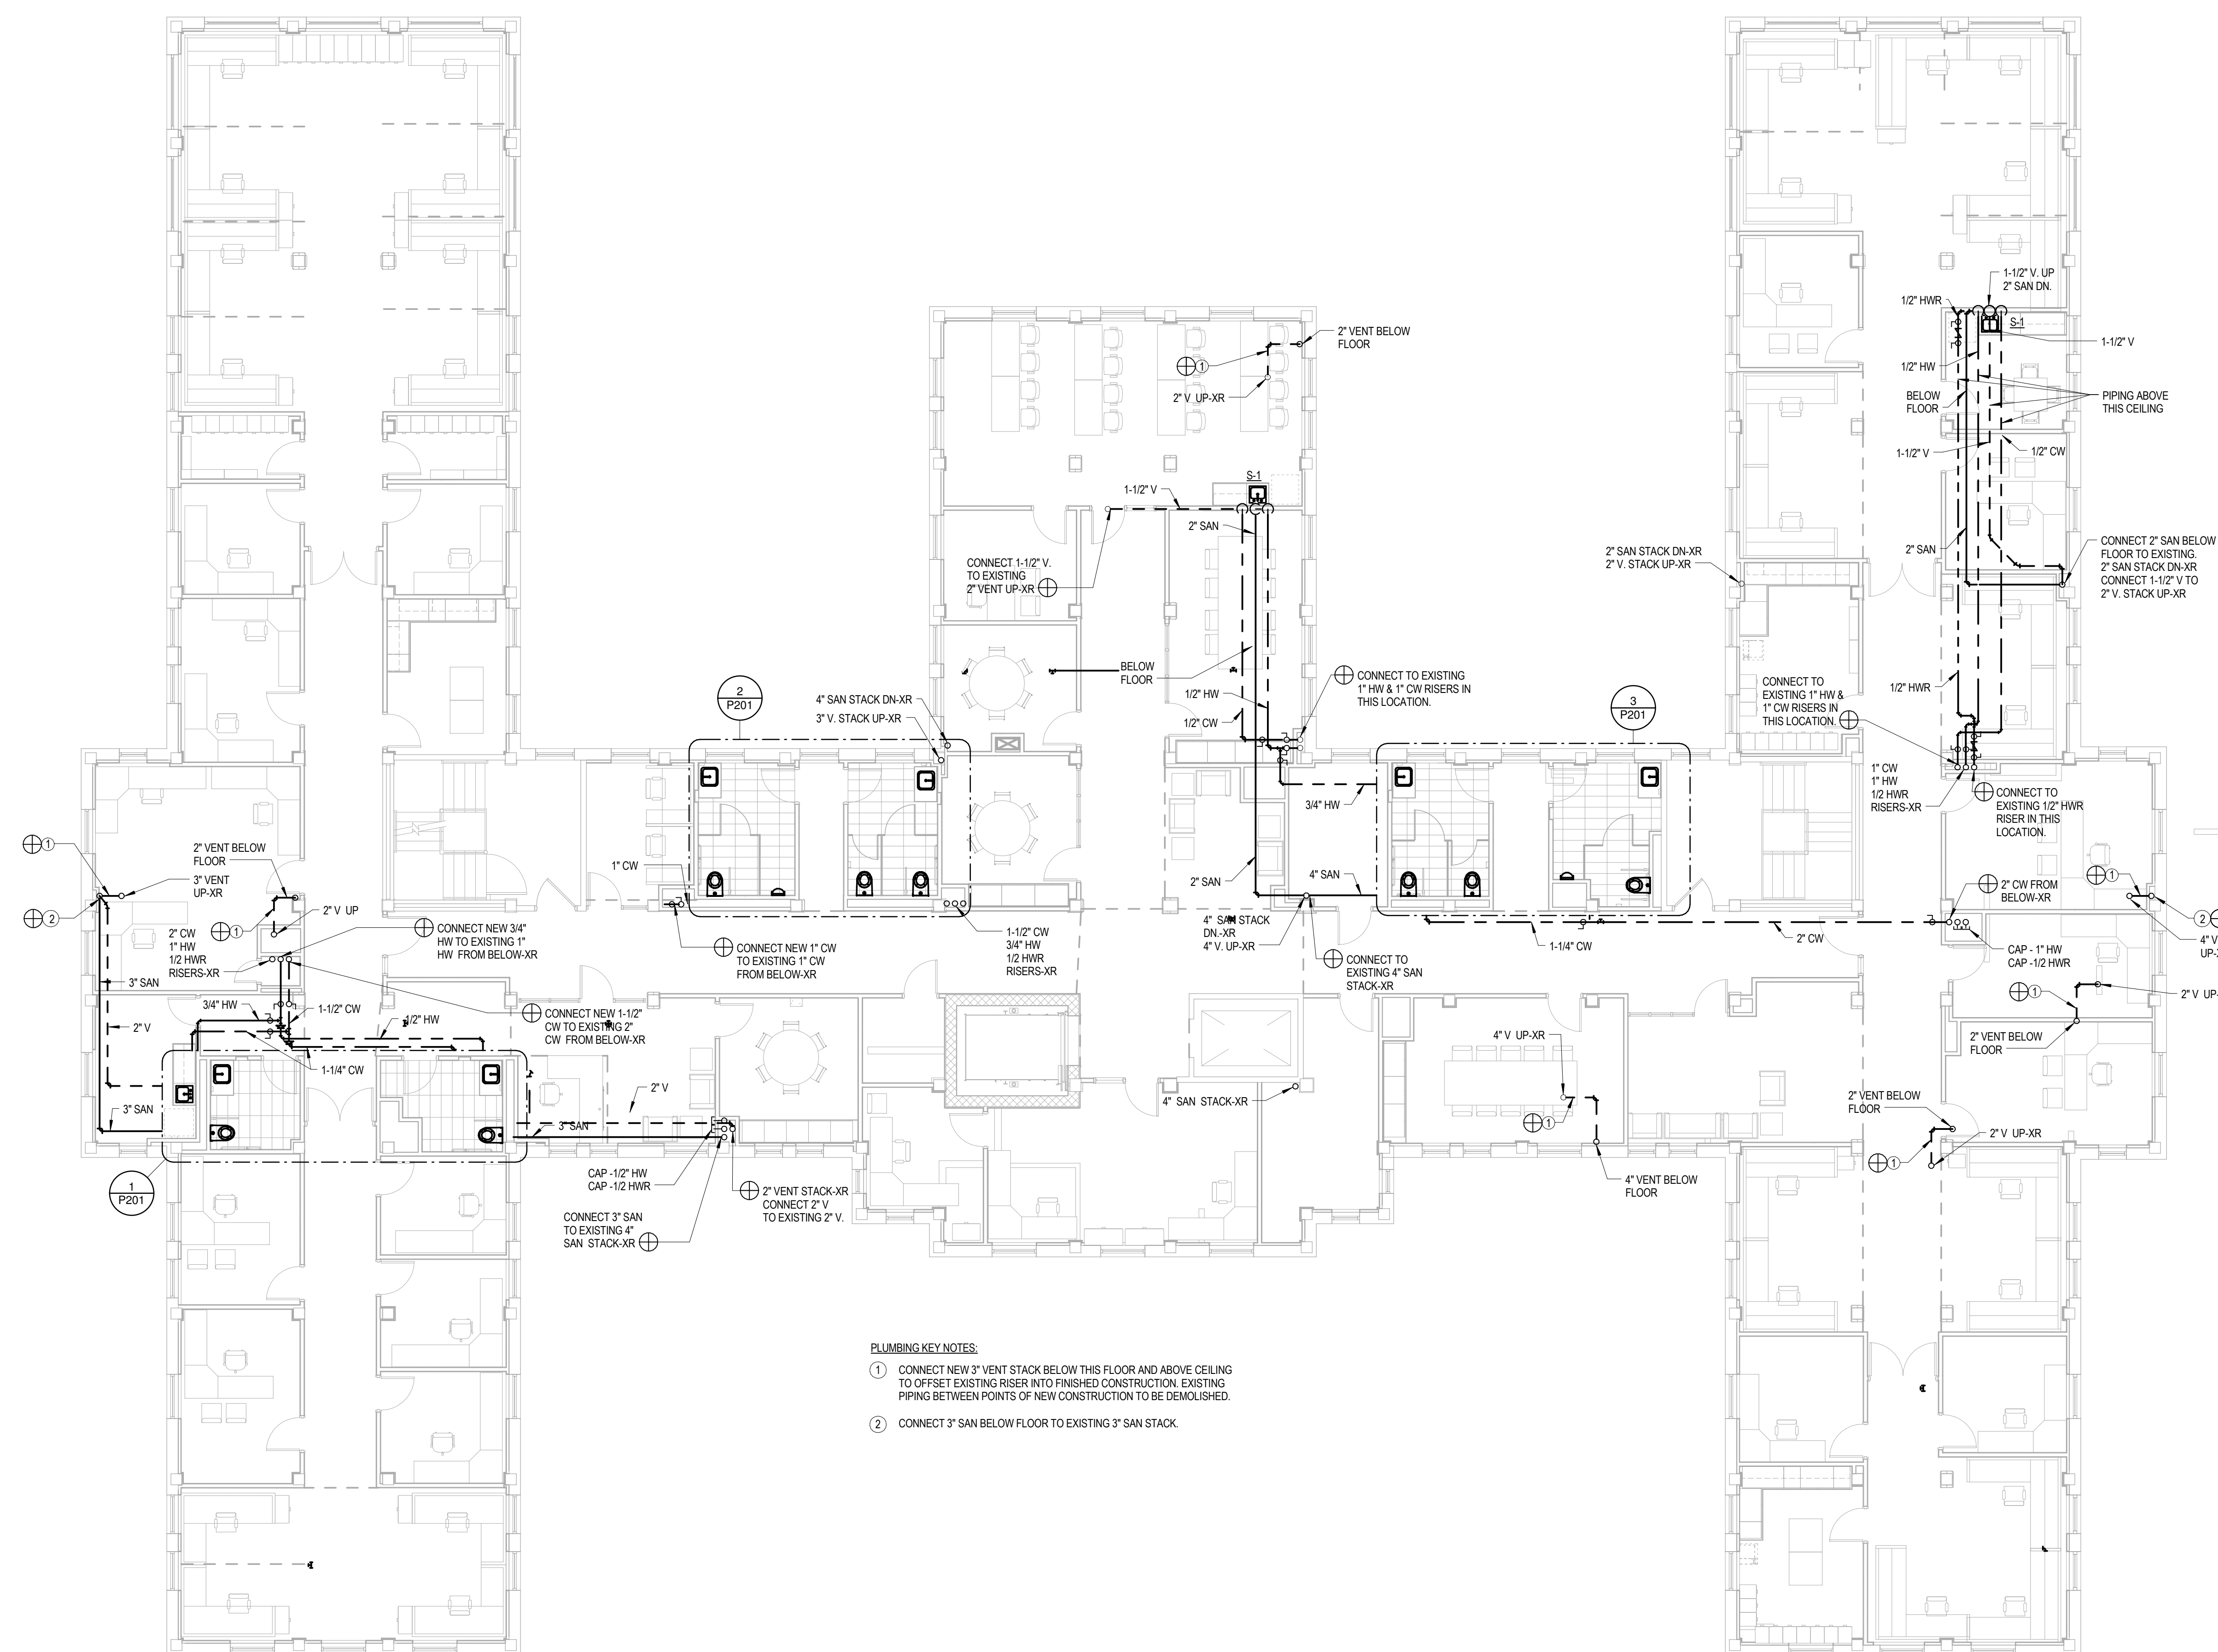 1-1/2" V. UP
2" SAN DN.
1/2" HWR
S-1
1-1/2" V
1/2" HW
BELOW
FLOOR
PIPING ABOVE
THIS CEILING
1-1/2" V
1/2" CW
2" SAN
CONNECT 2" SAN BELOW
FLOOR TO EXISTING.
2" SAN STACK DN-XR
CONNECT 1-1/2" V TO
2" V. STACK UP-XR
2" SAN STACK DN-XR
2" V. STACK UP-XR
1/2" HWR
CONNECT TO
EXISTING 1" HW &
1" CW RISERS IN
THIS LOCATION.
1" CW
1" HW
1/2 HWR
RISERS-XR
CONNECT TO
EXISTING 1/2" HWR
RISER IN THIS
LOCATION.
2" VENT BELOW
FLOOR
1
2" V UP-XR
S-1
1-1/2" V
2" SAN
CONNECT 1-1/2" V.
TO EXISTING
2" VENT UP-XR
BELOW
FLOOR
1/2" HW
1/2" CW
CONNECT TO EXISTING
1" HW & 1" CW RISERS IN
THIS LOCATION.
2
P201
4" SAN STACK DN-XR
3" V. STACK UP-XR
3
P201
3/4" HW
2" SAN
4" SAN
4" SAN
4" SAN STACK
DN.-XR
4" V. UP-XR
CONNECT TO
EXISTING 4" SAN
STACK-XR
1-1/4" CW
2" CW
2" CW FROM
BELOW-XR
CAP - 1" HW
CAP -1/2 HWR
1
2
4" V
UP-
1
2" V UP-
2" VENT BELOW
FLOOR
2" VENT BELOW
FLOOR
1
2" V UP-XR
4" V UP-XR
1
4" VENT BELOW
FLOOR
4" SAN STACK-XR
1" CW
CONNECT NEW 1" CW
TO EXISTING 1" CW
FROM BELOW-XR
1-1/2" CW
3/4" HW
1/2 HWR
RISERS-XR
1
2
2" VENT BELOW
FLOOR
3" VENT
UP-XR
1
2" V UP
2" CW
1" HW
1/2 HWR
RISERS-XR
3" SAN
CONNECT NEW 3/4"
HW TO EXISTING 1"
HW FROM BELOW-XR
CONNECT NEW 1-1/2"
CW TO EXISTING 2"
CW FROM BELOW-XR
3/4" HW
1-1/2" CW
1/2" HW
2" V
1-1/4" CW
3" SAN
1
P201
2" V
3" SAN
CAP -1/2" HW
CAP -1/2 HWR
CONNECT 3" SAN
TO EXISTING 4"
SAN STACK-XR
2" VENT STACK-XR
CONNECT 2" V
TO EXISTING 2" V.
PLUMBING KEY NOTES:
1 CONNECT NEW 3" VENT STACK BELOW THIS FLOOR AND ABOVE CEILING
TO OFFSET EXISTING RISER INTO FINISHED CONSTRUCTION. EXISTING
PIPING BETWEEN POINTS OF NEW CONSTRUCTION TO BE DEMOLISHED.
2 CONNECT 3" SAN BELOW FLOOR TO EXISTING 3" SAN STACK.